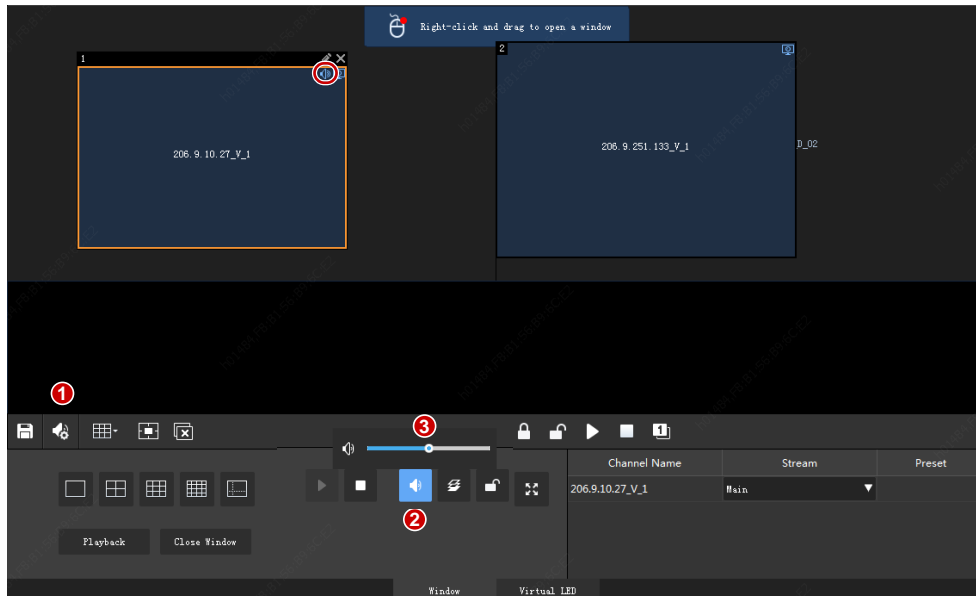 Right-click and drag to open a window
1
2
206.9.10.27_V_1
206.9.251.133_V_1
D_02
1
3
1
Channel Name Stream Preset
206.9.10.27_V_1 Main
2
Playback Close Window
Window Virtual LED